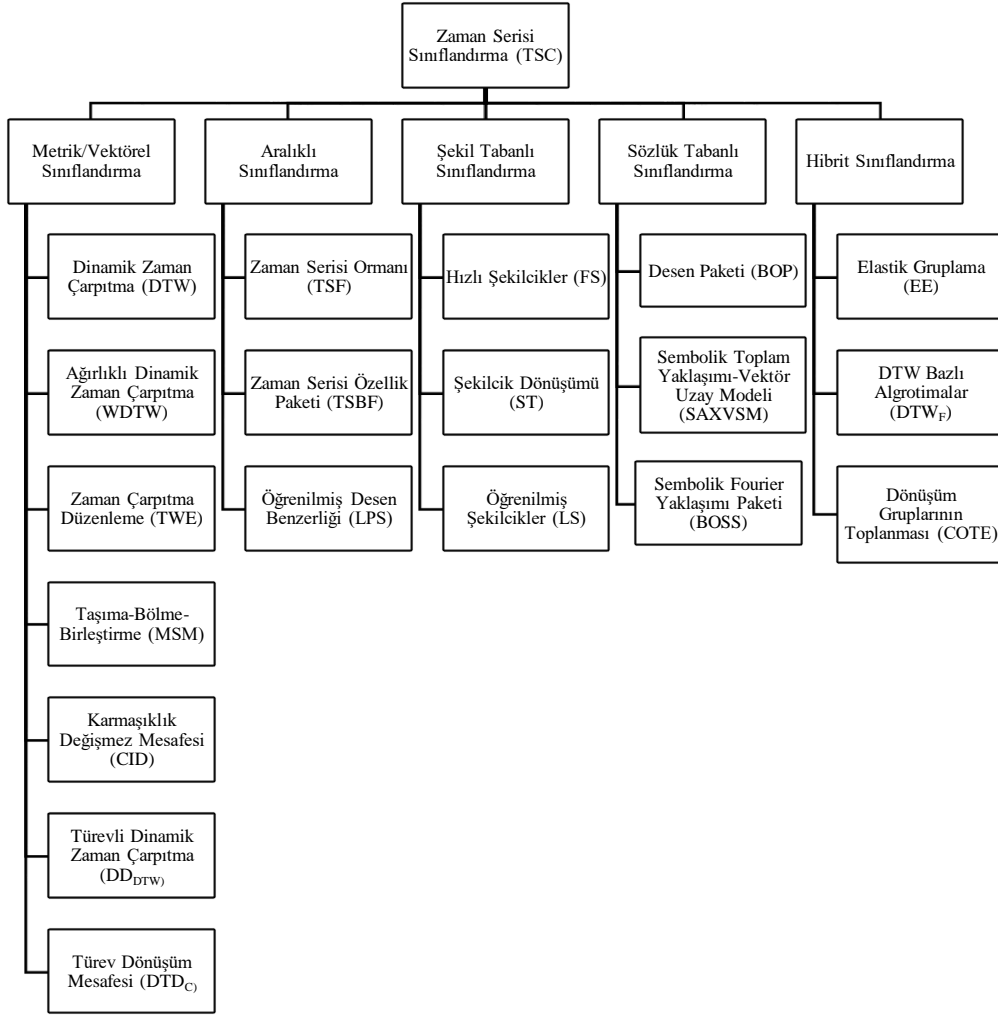 Zaman Serisi
Sınıflandırma (TSC)
Metrik/Vektörel
Sınıflandırma
Aralıklı
Sınıflandırma
Şekil Tabanlı
Sınıflandırma
Sözlük Tabanlı
Sınıflandırma
Hibrit Sınıflandırma
Dinamik Zaman
Çarpıtma (DTW)
Ağırlıklı Dinamik
Zaman Çarpıtma
(WDTW)
Zaman Çarpıtma
Düzenleme (TWE)
Taşıma-Bölme-
Birleştirme (MSM)
Karmaşıklık
Değişmez Mesafesi
(CID)
Türevli Dinamik
Zaman Çarpıtma
(DD_DTW)
Türev Dönüşüm
Mesafesi (DTD_C)
Zaman Serisi Ormanı
(TSF)
Zaman Serisi Özellik
Paketi (TSBF)
Öğrenilmiş Desen
Benzerliği (LPS)
Hızlı Şekilcikler (FS)
Şekilcik Dönüşümü
(ST)
Öğrenilmiş
Şekilcikler (LS)
Desen Paketi (BOP)
Sembolik Toplam
Yaklaşımı-Vektör
Uzay Modeli
(SAXVSM)
Sembolik Fourier
Yaklaşımı Paketi
(BOSS)
Elastik Gruplama
(EE)
DTW Bazlı
Algrotimalar
(DTW_F)
Dönüşüm
Gruplarının
Toplanması (COTE)